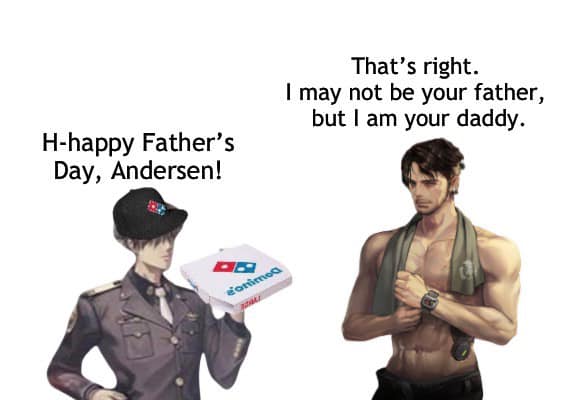 That's right.
I may not be your father,
but I am your daddy.
H-happy Father's
Day, Andersen!
Domino's